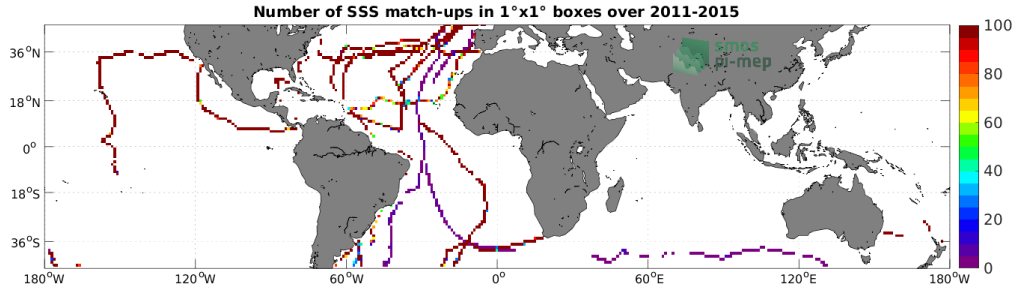 Number of SSS match-ups in 1°x1° boxes over 2011-2015
smos
pi-mep
36°N
18°N
0°
18°S
36°S
180°W
120°W
60°W
0°
60°E
120°E
180°W
100
80
60
40
20
0